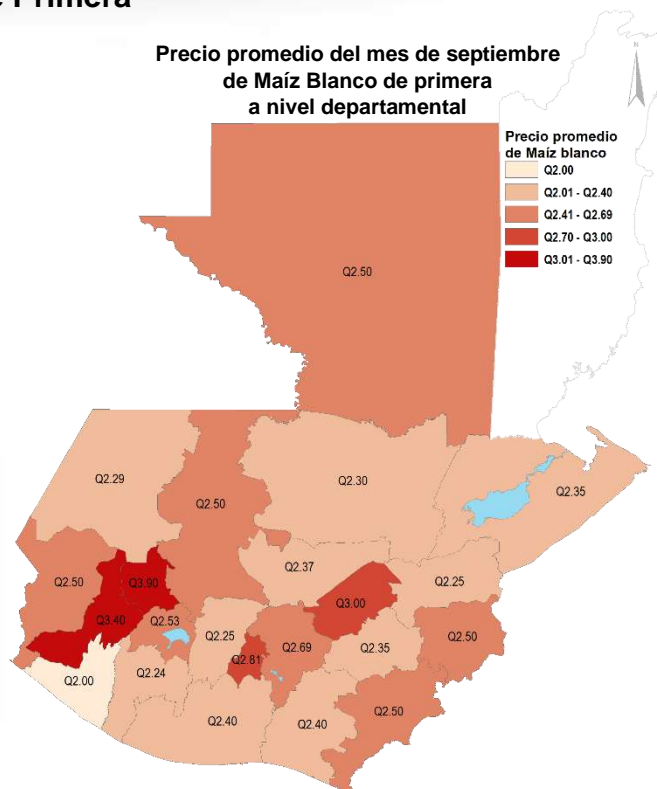 Primera
Precio promedio del mes de septiembre
de Maíz Blanco de primera
a nivel departamental
N
Precio promedio
de Maíz blanco
Q2.00
Q2.01 - Q2.40
Q2.41 - Q2.69
Q2.70 - Q3.00
Q3.01 - Q3.90
Q2.50
Q2.29
Q2.50
Q2.30
Q2.35
Q2.50
Q3.90
Q2.37
Q3.00
Q2.25
Q3.40
Q2.53
Q2.25
Q2.81
Q2.69
Q2.35
Q2.50
Q2.00
Q2.24
Q2.40
Q2.40
Q2.50